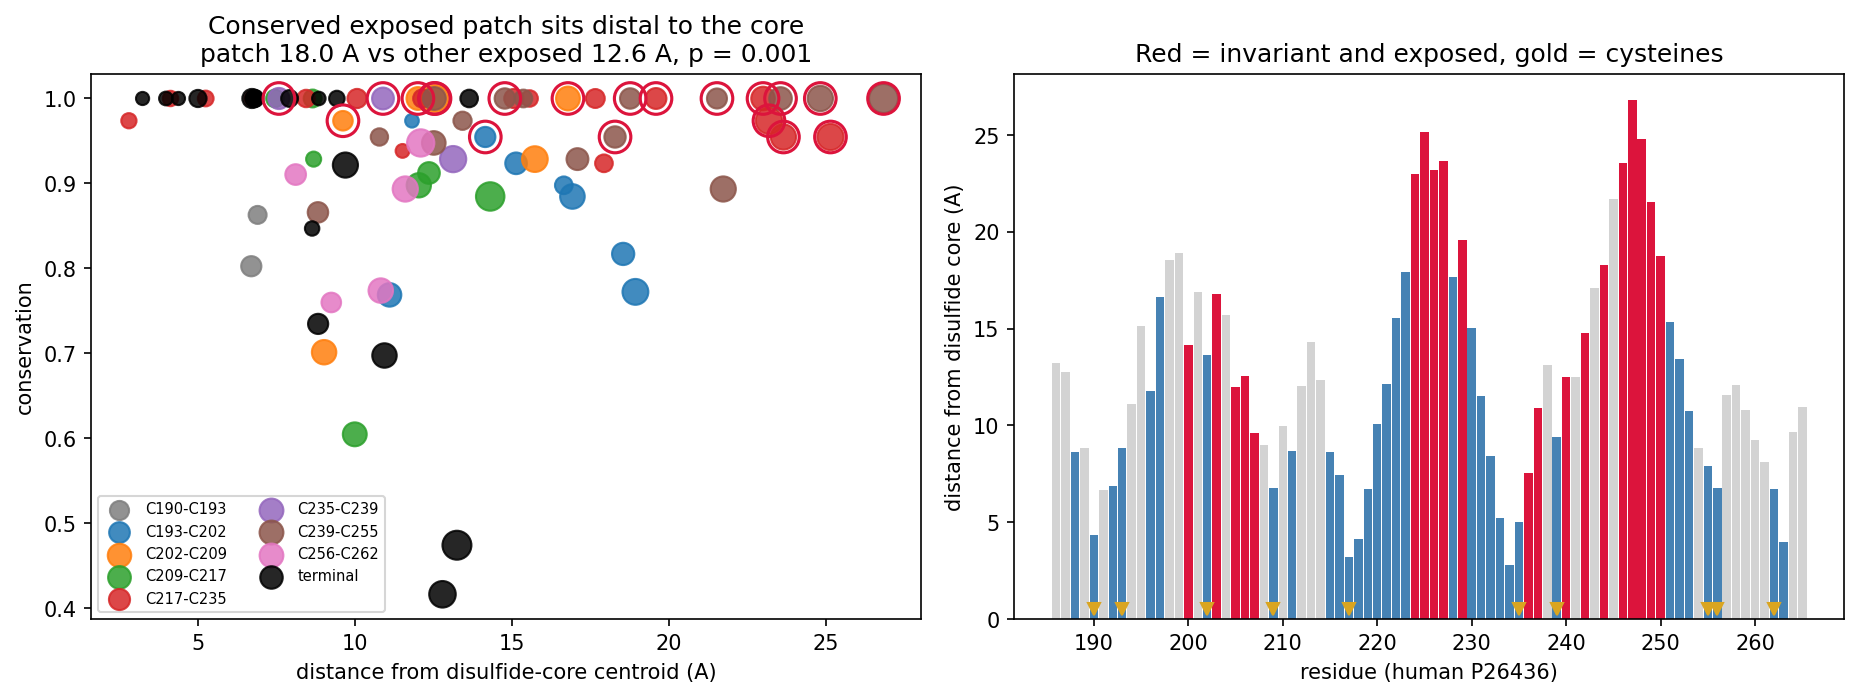 Conserved exposed patch sits distal to the core
patch 18.0 A vs other exposed 12.6 A, p = 0.001
conservation
1.0
0.9
0.8
0.7
0.6
0.5
0.4
C190-C193
C193-C202
C202-C209
C209-C217
C217-C235
C235-C239
C239-C255
C256-C262
terminal
5
10
15
20
25
distance from disulfide-core centroid (A)
Red = invariant and exposed, gold = cysteines
distance from disulfide core (A)
25
20
15
10
5
0
190
200
210
220
230
240
250
260
residue (human P26436)